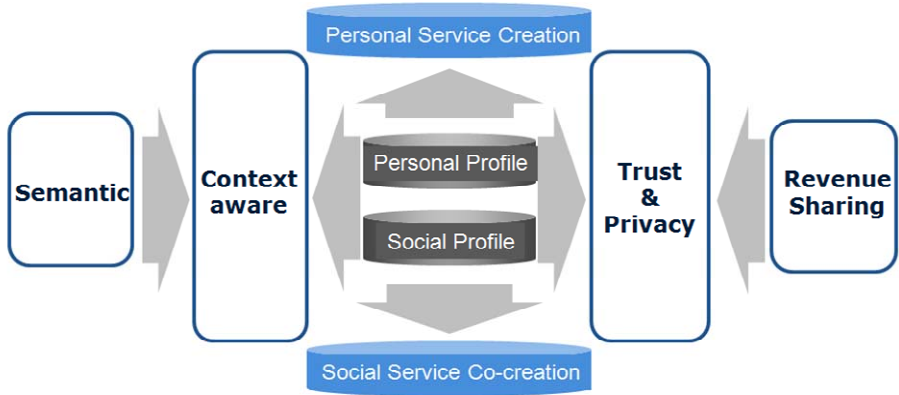 Personal Service Creation
Semantic
Context
aware
Personal Profile
Social Profile
Trust
&
Privacy
Revenue
Sharing
Social Service Co-creation